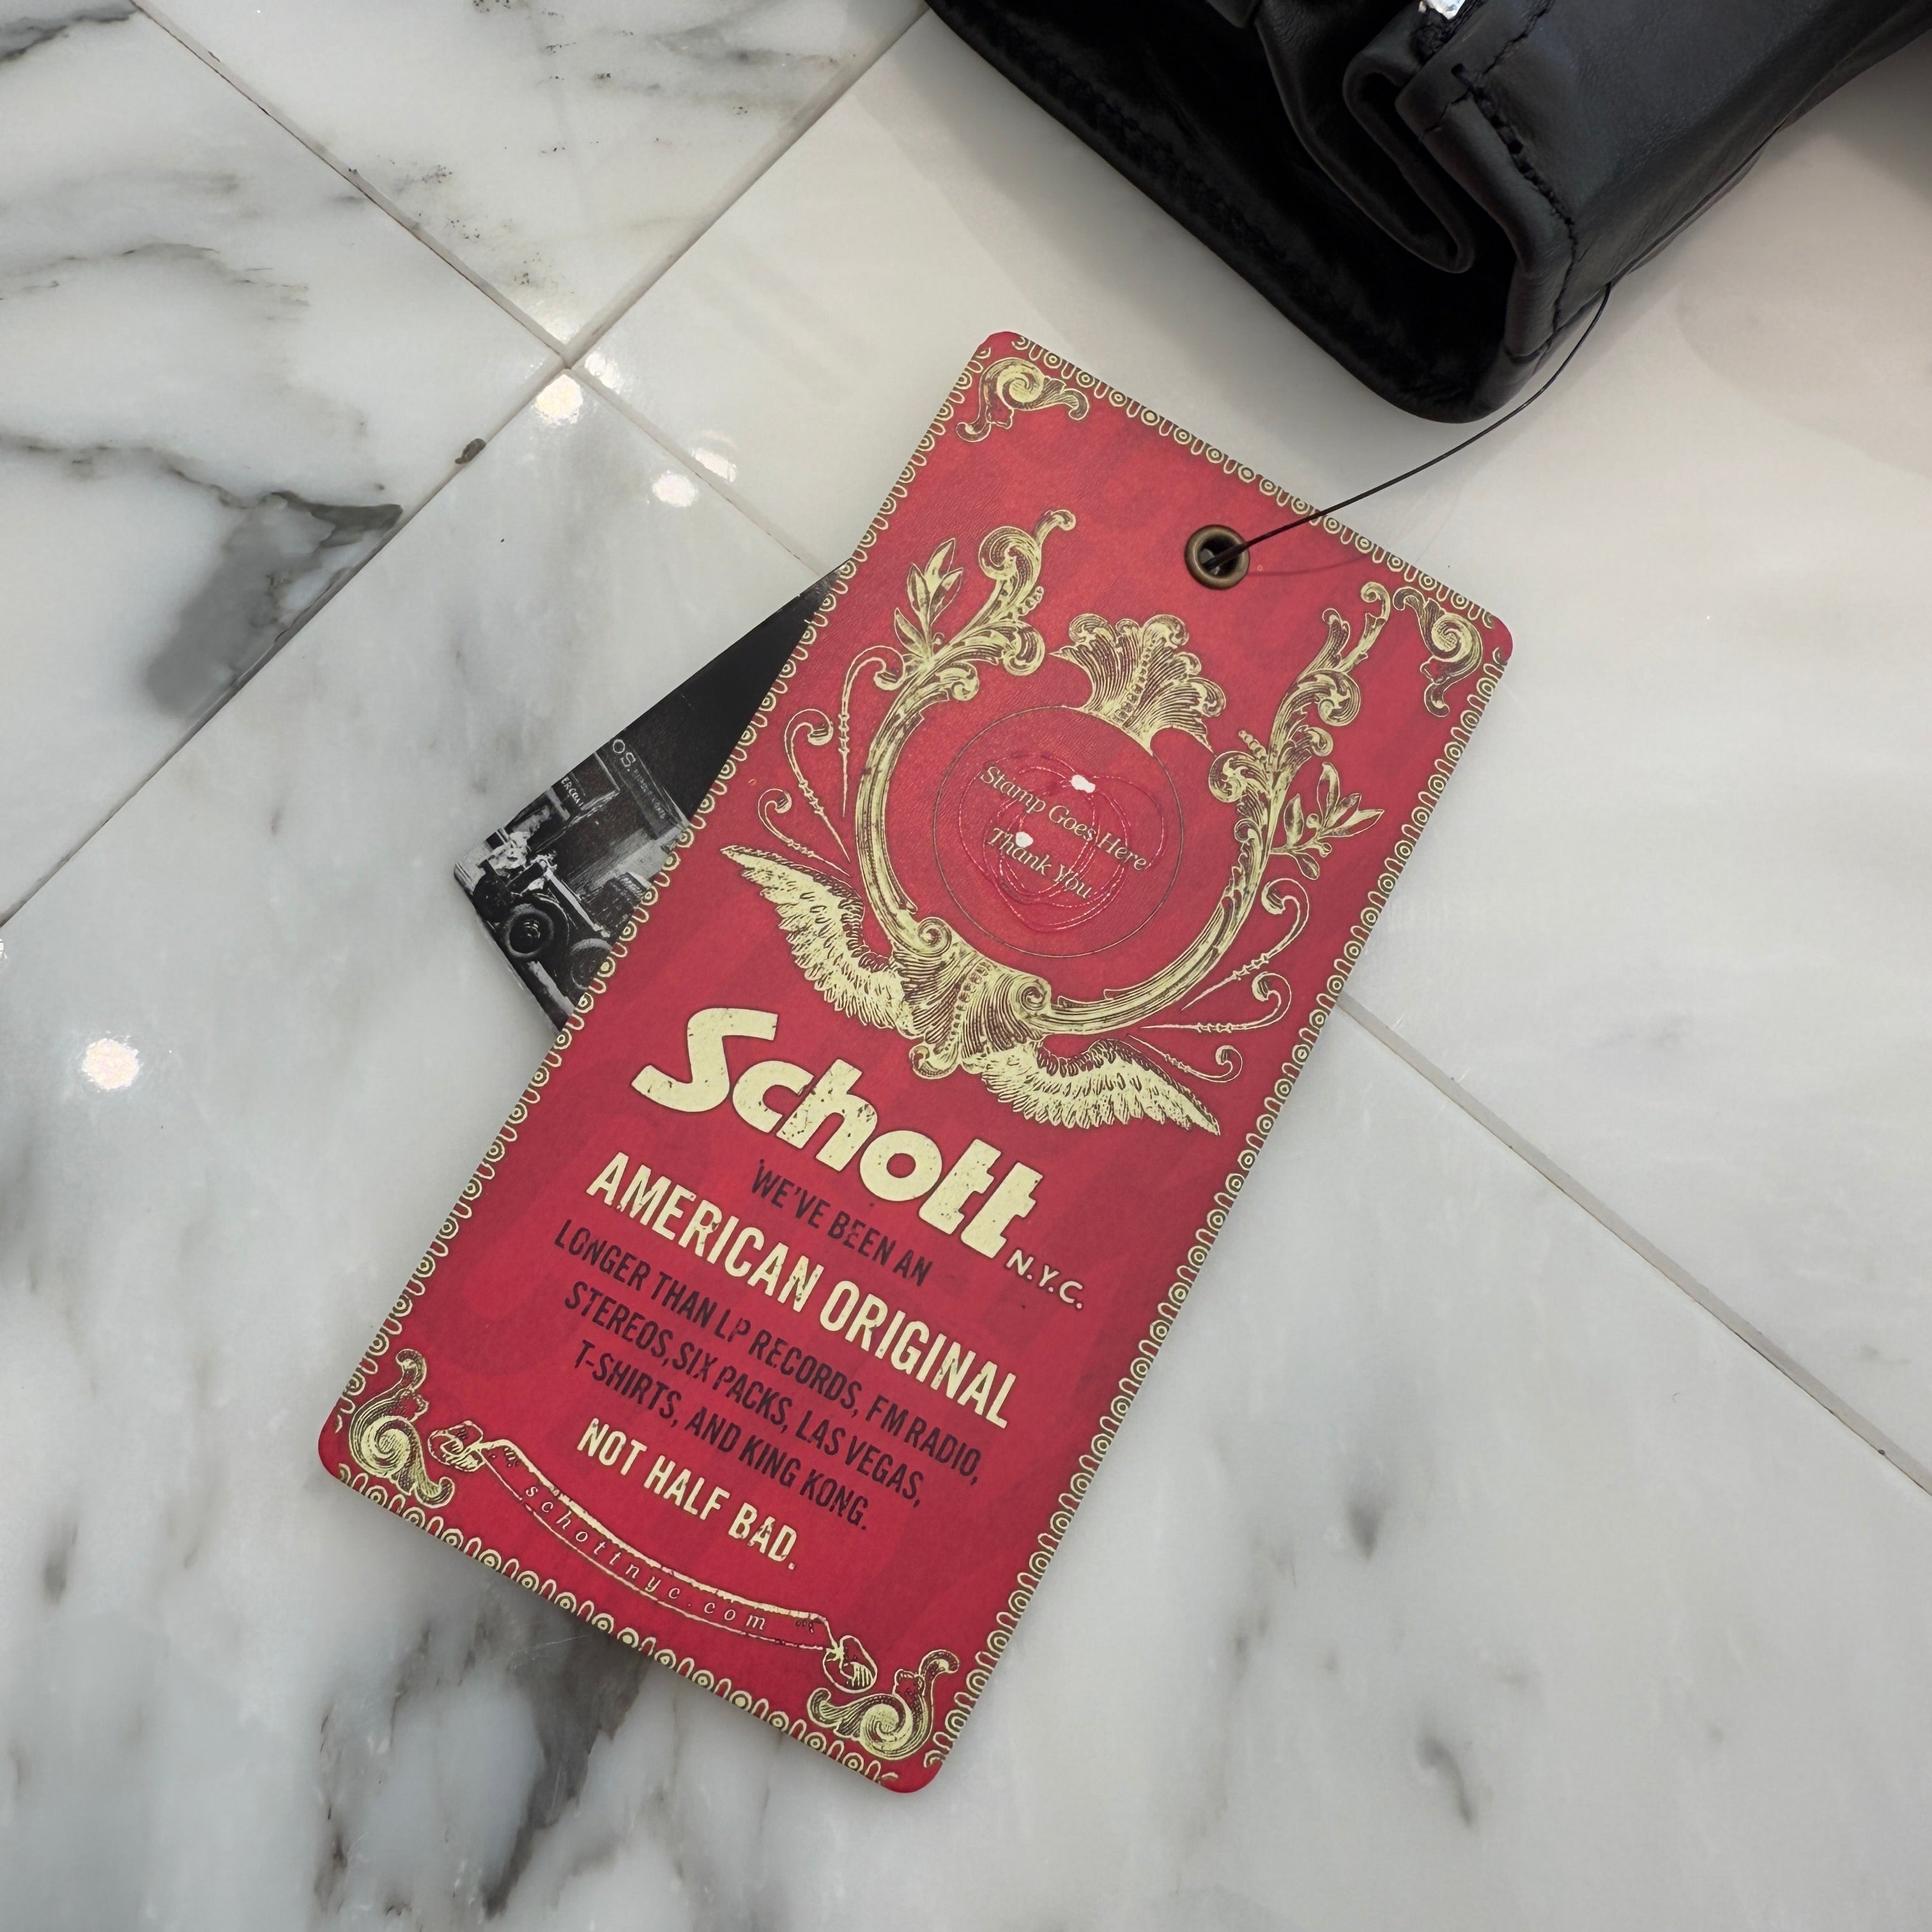 OS.
Stamp Goes Here
Thank you
Schott
N.Y.C.
WE'VE BEEN AN
AMERICAN ORIGINAL
LONGER THAN LP RECORDS, FM RADIO,
STEREOS,SIX PACKS, LAS VEGAS,
T-SHIRTS, AND KING KONG.
NOT HALF BAD.
schottnyc.com